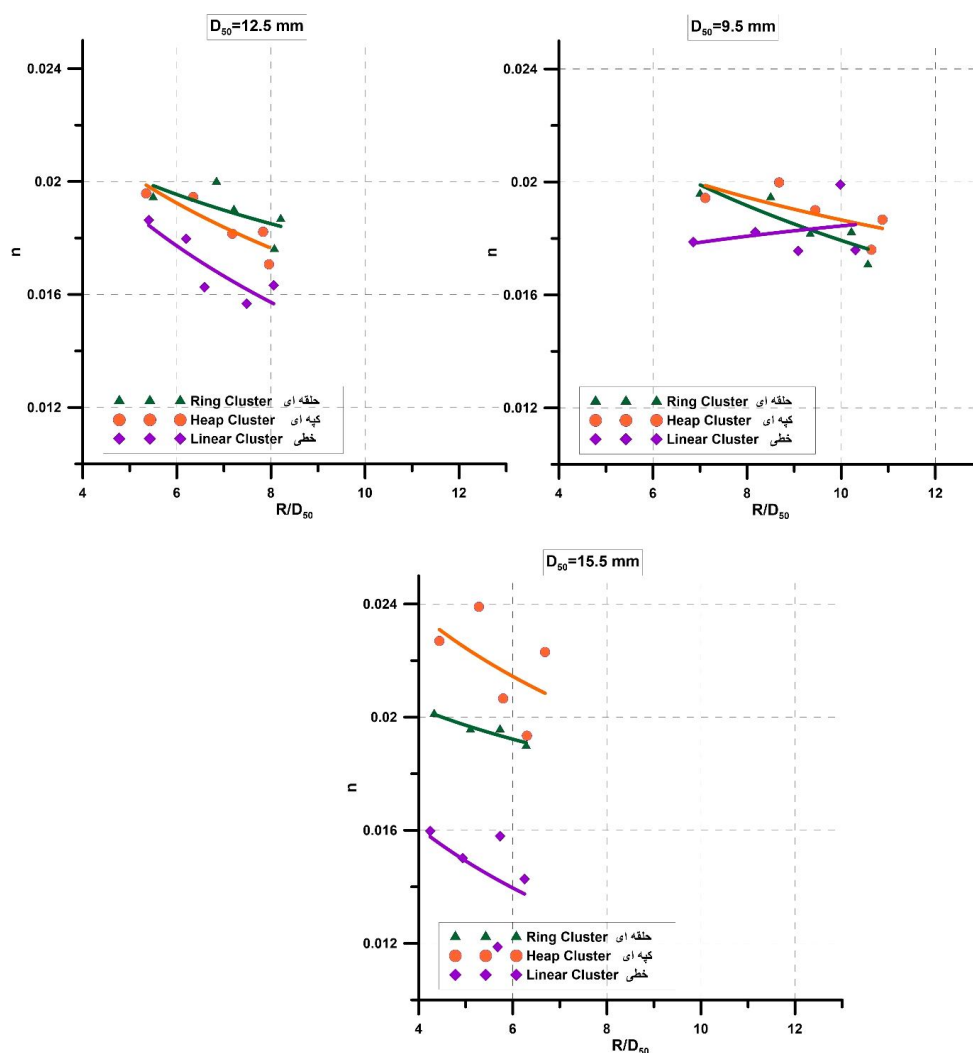 D50=12.5 mm
0.024
0.02
0.016
0.012
n
Ring Cluster حلقه ای
Heap Cluster کپه ای
Linear Cluster خطی
4 6 8 10 12
R/D50
D50=9.5 mm
0.024
0.02
0.016
0.012
n
Ring Cluster حلقه ای
Heap Cluster کپه ای
Linear Cluster خطی
4 6 8 10 12
R/D50
D50=15.5 mm
0.024
0.02
0.016
0.012
n
Ring Cluster حلقه ای
Heap Cluster کپه ای
Linear Cluster خطی
4 6 8 10 12
R/D50